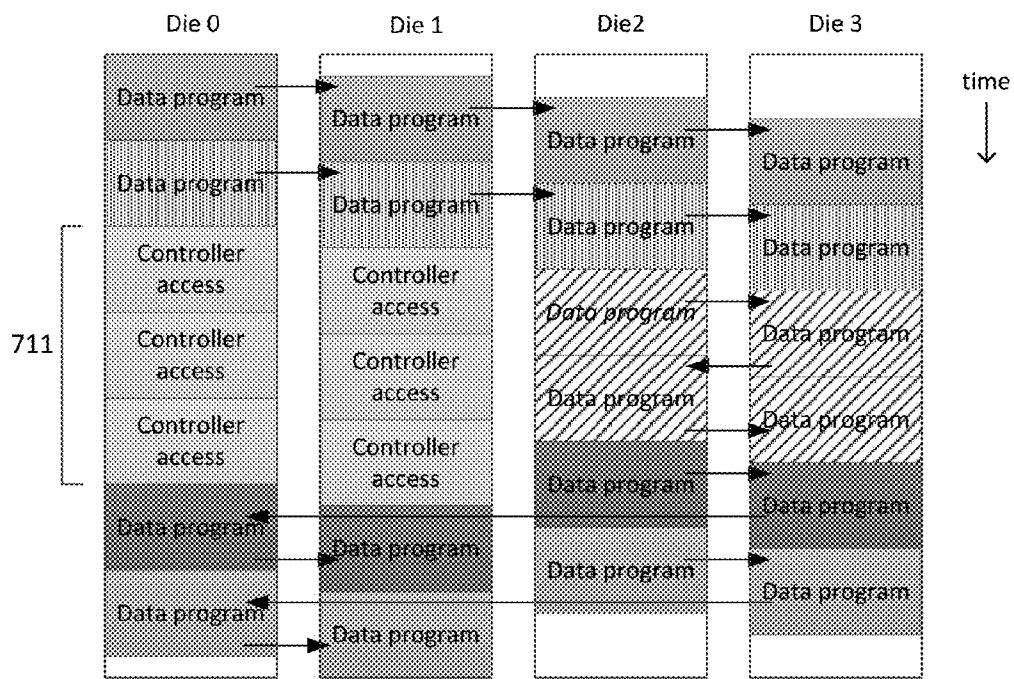 Die 0
Die 1
Die2
Die 3
time
Data program
Data program
Data program
Data program
Data program
Data program
Data program
Data program
Controller
access
Controller
access
Data program
Data program
711
Controller
access
Controller
access
Data program
Data program
Controller
access
Controller
access
Data program
Data program
Data program
Data program
Data program
Data program
Data program
Data program